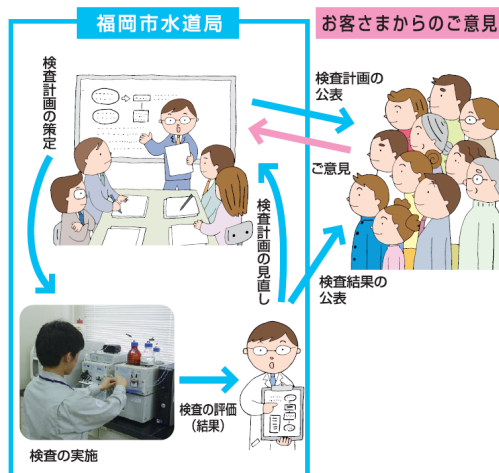 福岡市水道局
お客さまからのご意見
検査計画の策定
検査計画の
公表
ご意見
検査計画の見直し
検査結果の
公表
検査の評価
（結果）
検査の実施